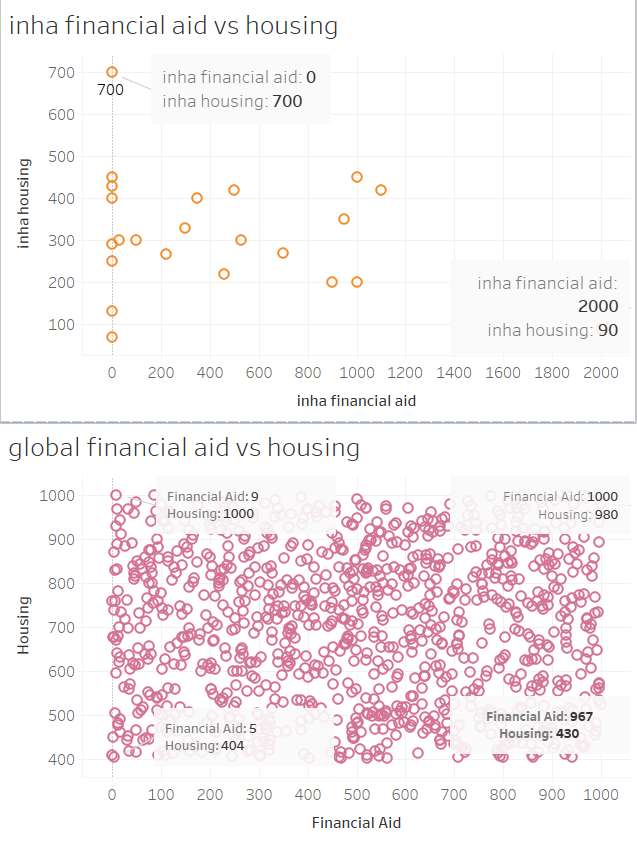 inha financial aid vs housing
inha financial aid: 0
inha housing: 700
700
700
600
500
400
300
200
100
inha housing
inha financial aid:
2000
inha housing: 90
0 200 400 600 800 1000 1200 1400 1600 1800 2000
inha financial aid
global financial aid vs housing
Financial Aid: 9
Housing: 1000
Financial Aid: 1000
Housing: 980
1000
900
800
700
600
500
400
Housing
Financial Aid: 5
Housing: 404
Financial Aid: 967
Housing: 430
0 100 200 300 400 500 600 700 800 900 1000
Financial Aid